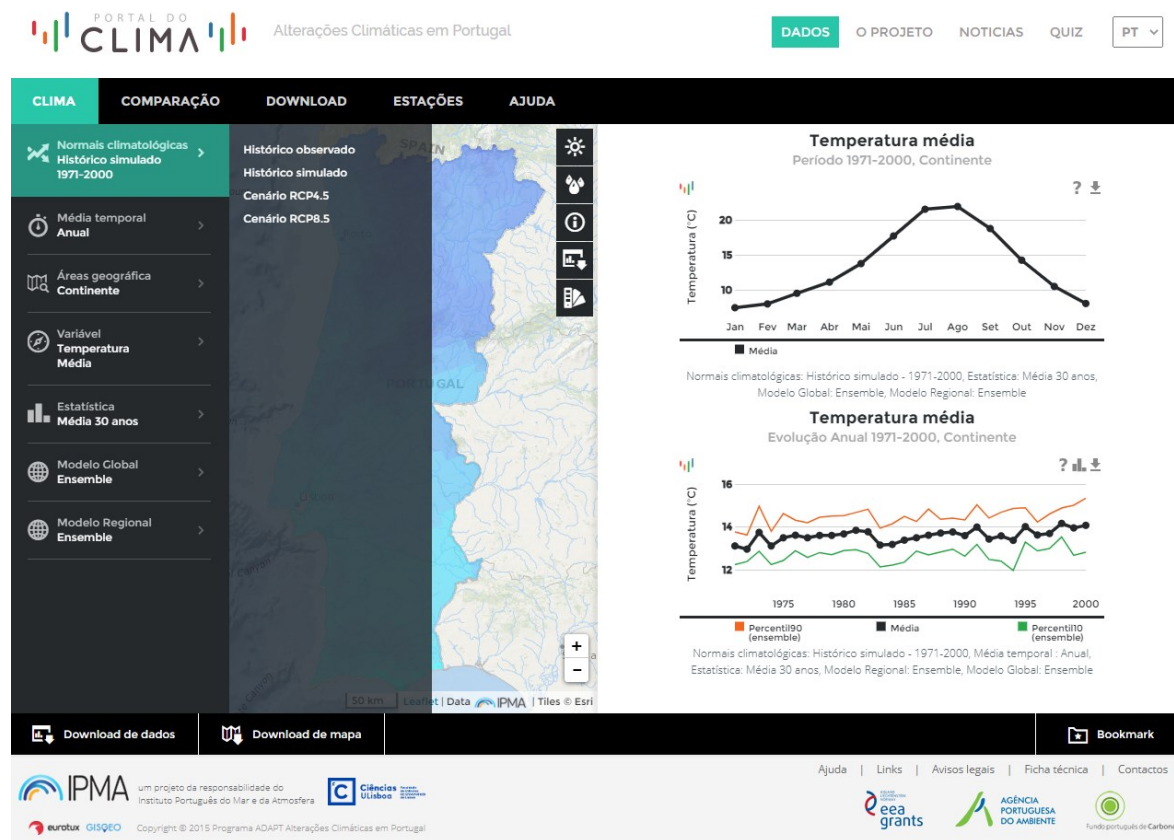 PORTAL DO
CLIMA
Alterações Climáticas em Portugal
DADOS
O PROJETO
NOTICIAS
QUIZ
PT
CLIMA
COMPARAÇÃO
DOWNLOAD
ESTAÇÕES
AJUDA
Normais climatológicas
Histórico simulado
1971-2000
Média temporal
Anual
Áreas geográfica
Continente
Variável
Temperatura
Média
Estatística
Média 30 anos
Modelo Global
Ensemble
Modelo Regional
Ensemble
Histórico observado
Histórico simulado
Cenário RCP4.5
Cenário RCP8.5
SPAIN
PORTUGAL
Lisboa
+
−
50 km
Leaflet | Data IPMA | Tiles © Esri
Temperatura média
Período 1971-2000, Continente
?
Temperatura (°C)
20
15
10
Jan Fev Mar Abr Mai Jun Jul Ago Set Out Nov Dez
Média
Normais climatológicas: Histórico simulado - 1971-2000, Estatística: Média 30 anos,
Modelo Global: Ensemble, Modelo Regional: Ensemble
Temperatura média
Evolução Anual 1971-2000, Continente
?
Temperatura (°C)
16
14
12
1975 1980 1985 1990 1995 2000
Percentil90
(ensemble)
Média
Percentil10
(ensemble)
Normais climatológicas: Histórico simulado - 1971-2000, Média temporal : Anual,
Estatística: Média 30 anos, Modelo Regional: Ensemble, Modelo Global: Ensemble
Download de dados
Download de mapa
Bookmark
Ajuda | Links | Avisos legais | Ficha técnica | Contactos
IPMA
um projeto da responsabilidade do
Instituto Português do Mar e da Atmosfera
C
Ciências
ULisboa
eea
grants
AGÊNCIA
PORTUGUESA
DO AMBIENTE
Fundo português de Carbono
eurotux
GISGEO
Copyright © 2015 Programa ADAPT Alterações Climáticas em Portugal